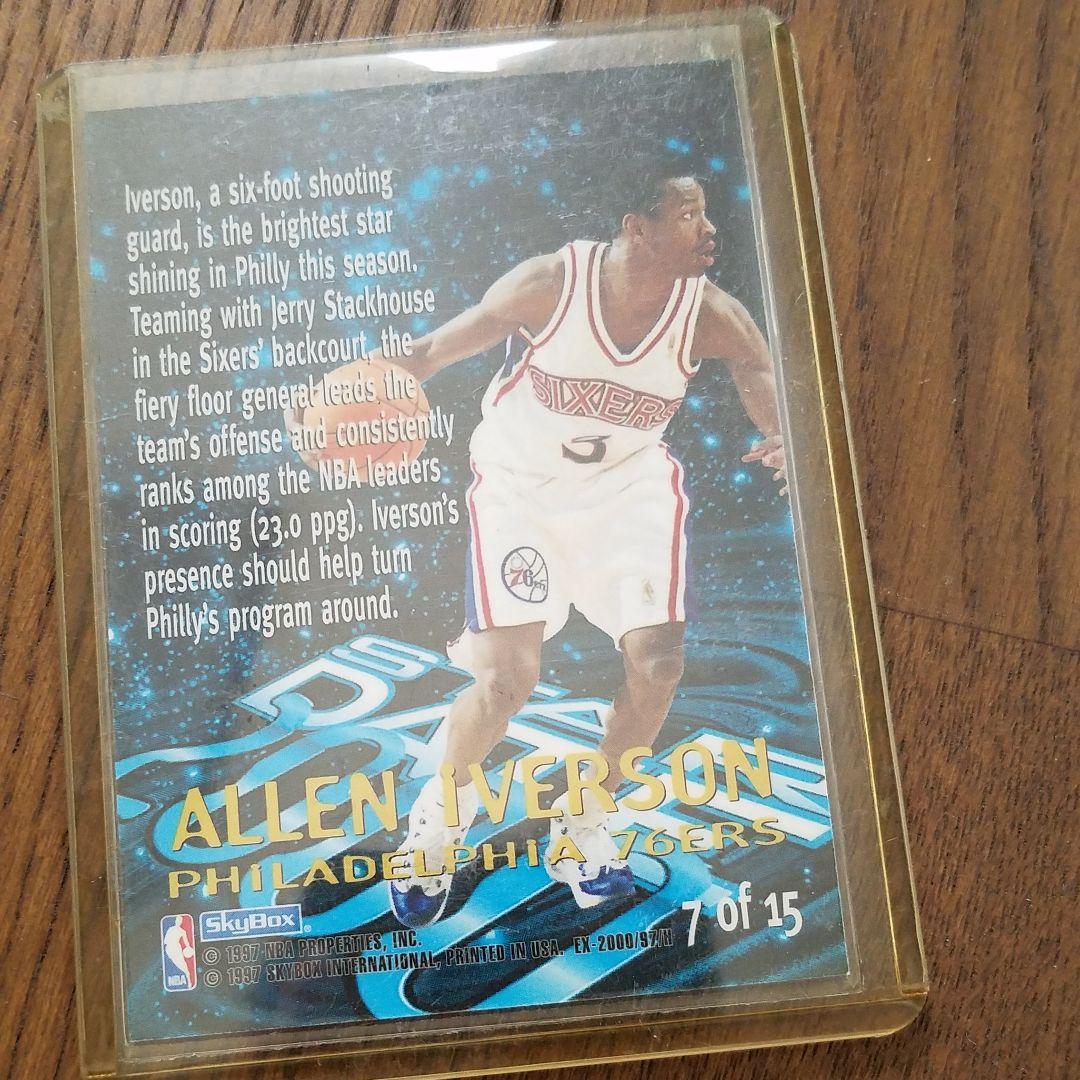 Iverson, a six-foot shooting
guard, is the brightest star
shining in Philly this season.
Teaming with Jerry Stackhouse
in the Sixers' backcourt, the
fiery floor general leads the
team's offense and consistently
ranks among the NBA leaders
in scoring (23.0 ppg). Iverson's
presence should help turn
Philly's program around.
SIXERS
3
76ers
ALLEN iVERSON
PHiLADELPHiA 76ERS
7 of 15
SkyBox
NBA
© 1997 NBA PROPERTIES, INC.
© 1997 SKYBOX INTERNATIONAL, PRINTED IN USA. EX-2000/97/H